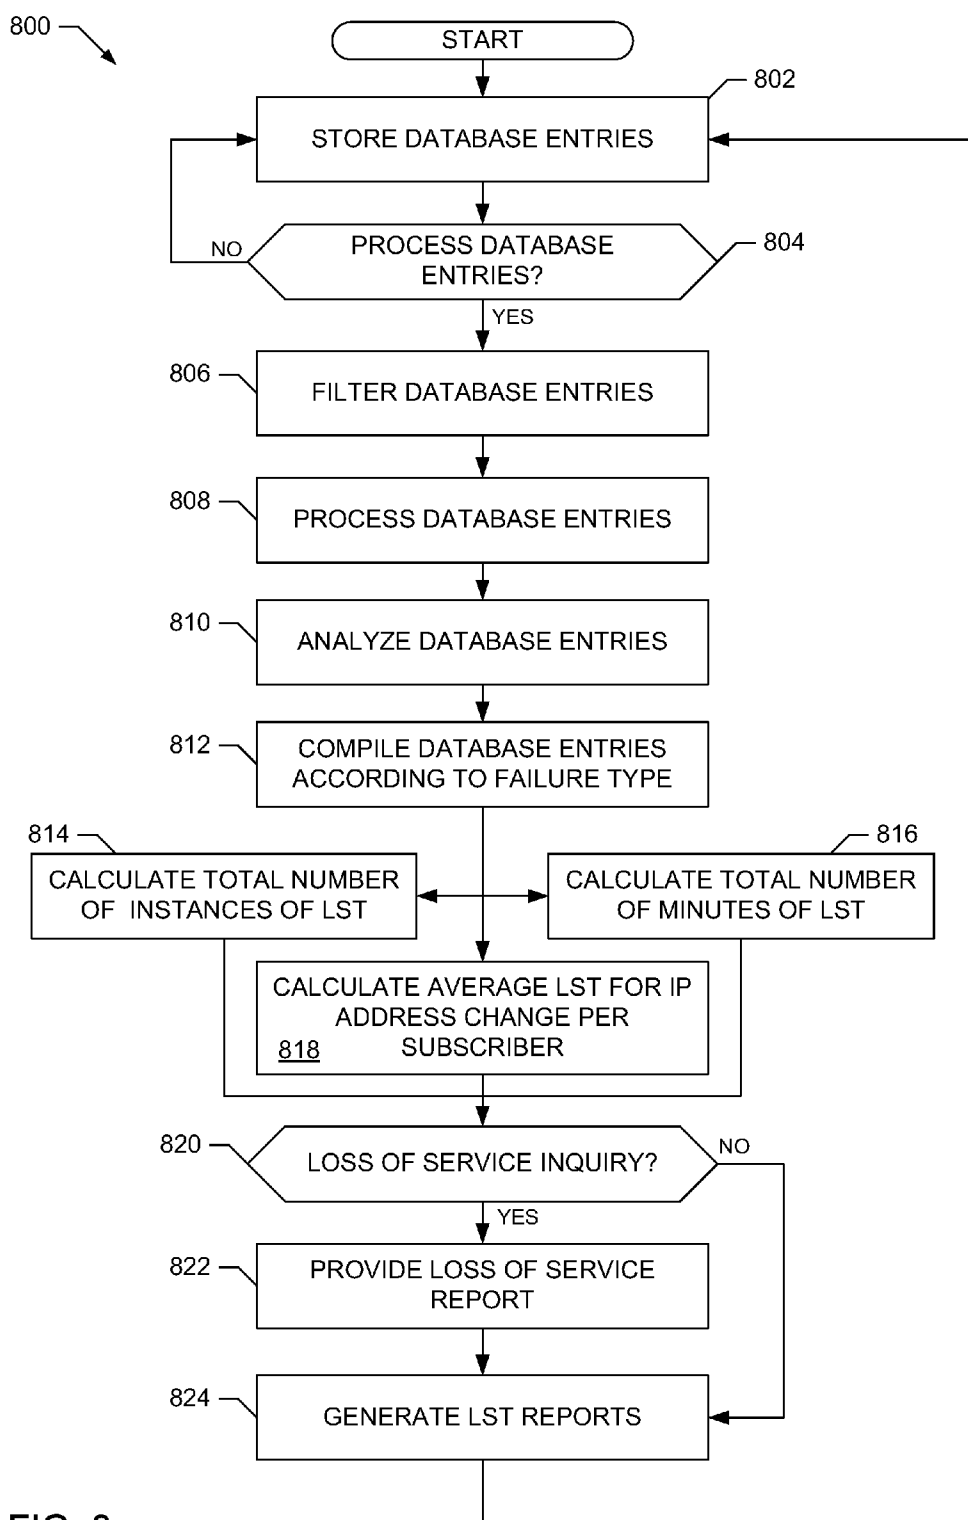 800
START
802
STORE DATABASE ENTRIES
PROCESS DATABASE
ENTRIES?
804
NO
YES
806
FILTER DATABASE ENTRIES
808
PROCESS DATABASE ENTRIES
810
ANALYZE DATABASE ENTRIES
812
COMPILE DATABASE ENTRIES
ACCORDING TO FAILURE TYPE
814
CALCULATE TOTAL NUMBER
OF INSTANCES OF LST
816
CALCULATE TOTAL NUMBER
OF MINUTES OF LST
CALCULATE AVERAGE LST FOR IP
ADDRESS CHANGE PER
SUBSCRIBER
818
820
LOSS OF SERVICE INQUIRY?
NO
YES
822
PROVIDE LOSS OF SERVICE
REPORT
824
GENERATE LST REPORTS